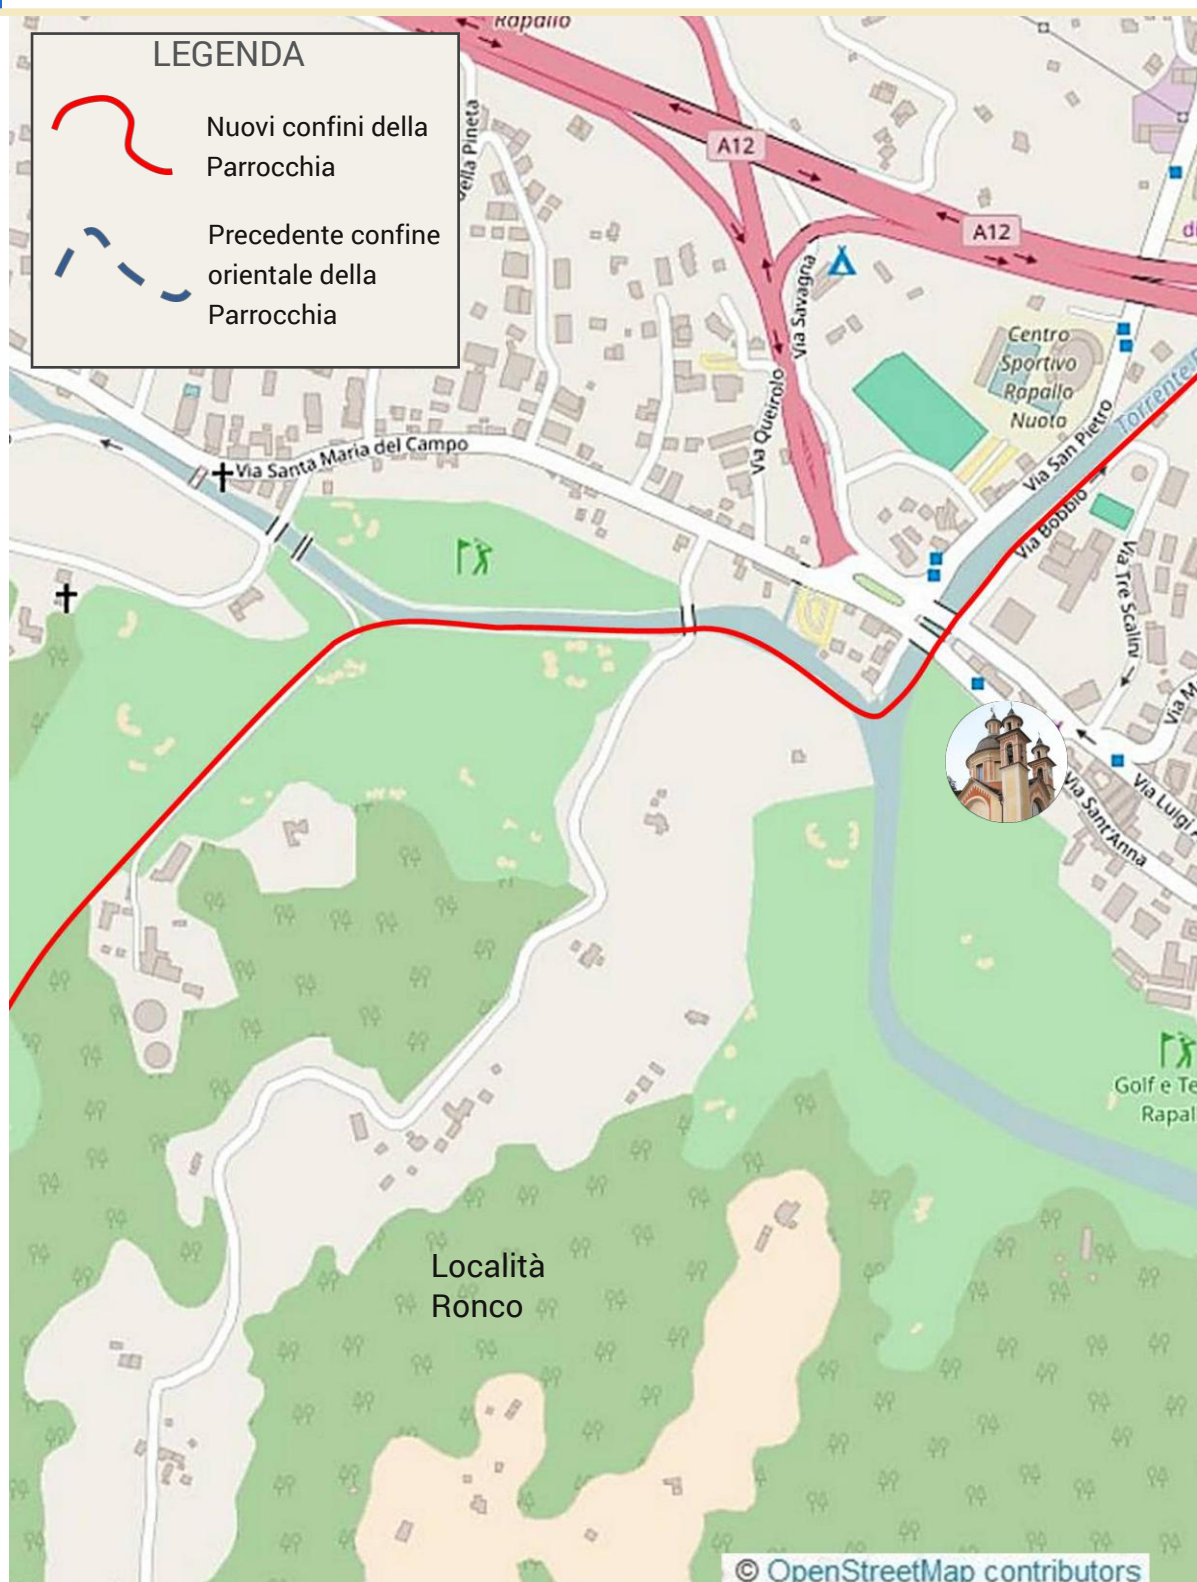 Rapallo
LEGENDA
Nuovi confini della
Parrocchia
Precedente confine
orientale della
Parrocchia
della Pineta
A12
A12
di
Via Savagna
Centro
Sportivo
Rapallo
Nuoto
Torrente
Via San Pietro
Via Queirolo
Via Santa Maria del Campo
Via Bobbio
Via Tre Scalini
Via M
Via Luigi
Via Sant'Anna
Golf e Te
Rapal
Località
Ronco
© OpenStreetMap contributors